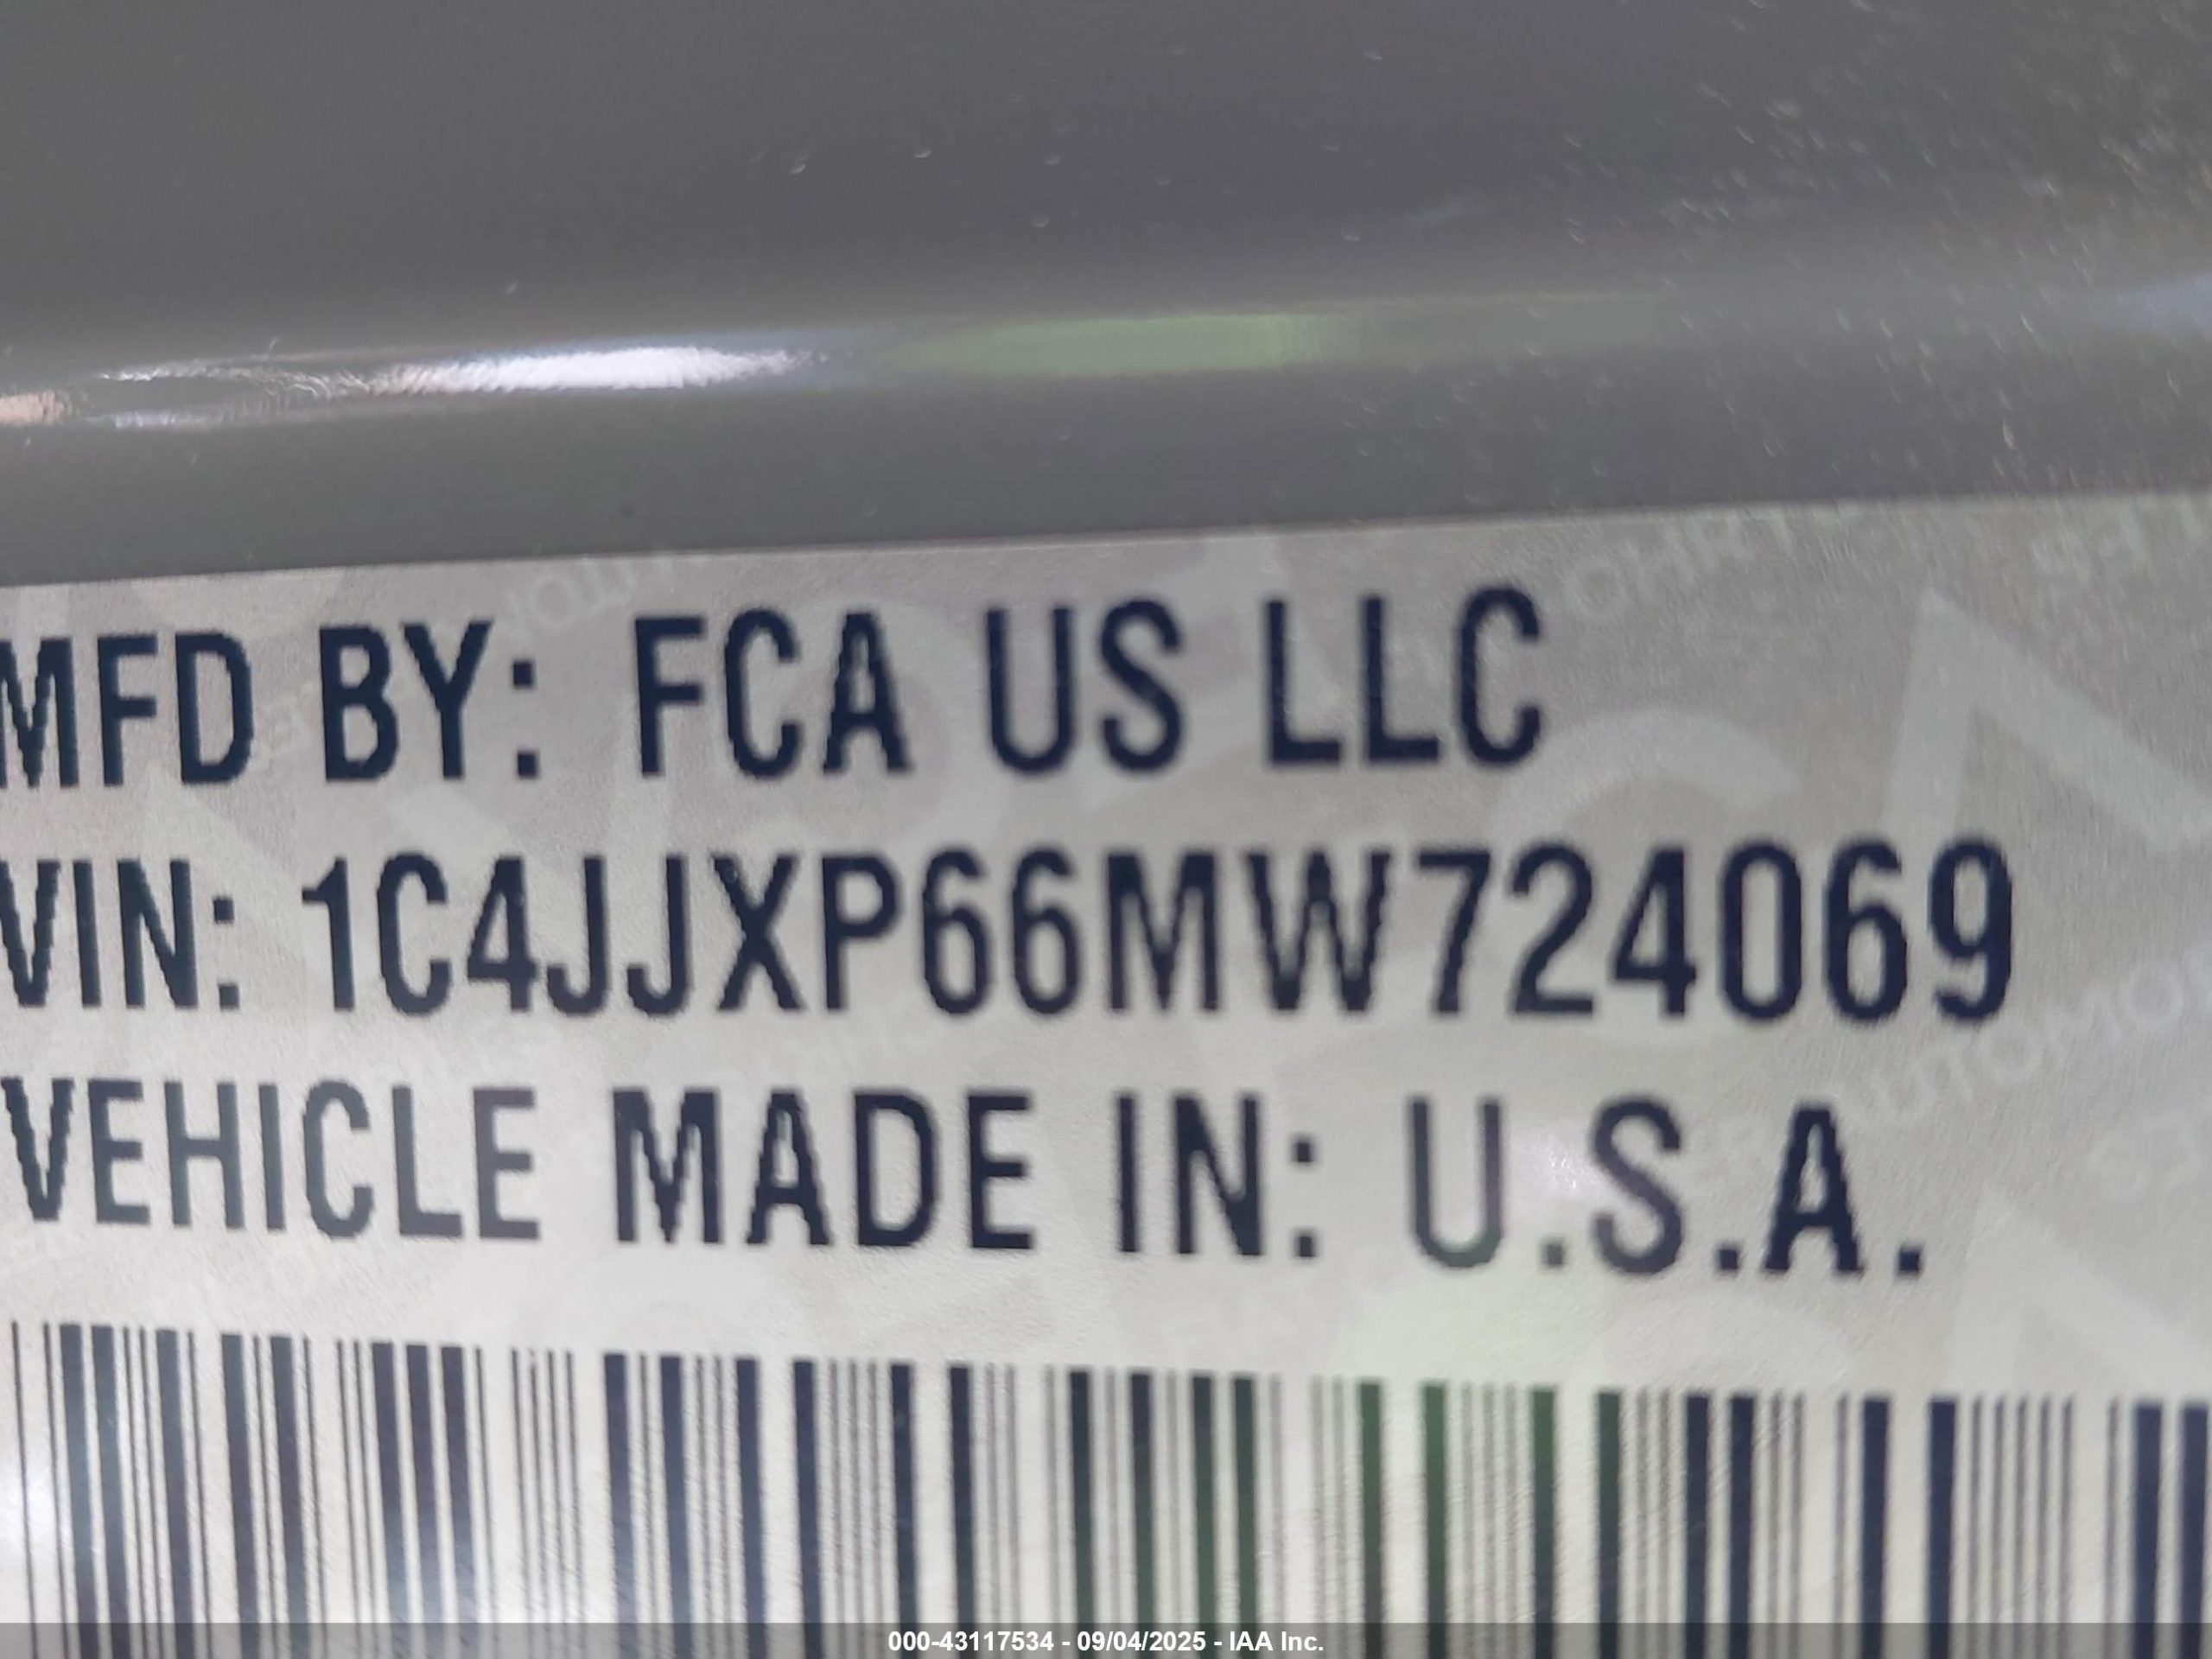 MFD BY: FCA US LLC
VIN: 1C4JJXP66MW724069
VEHICLE MADE IN: U.S.A.
000-43117534 - 09/04/2025 - IAA Inc.